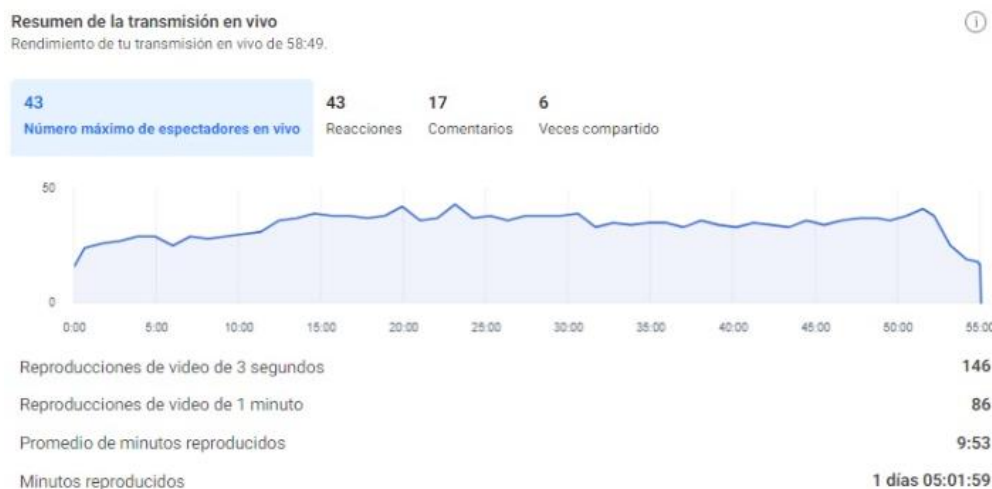 Resumen de la transmisión en vivo
Rendimiento de tu transmisión en vivo de 58:49.
43 43 17 6
Número máximo de espectadores en vivo Reacciones Comentarios Veces compartido
50
0
0:00 5:00 10:00 15:00 20:00 25:00 30:00 35:00 40:00 45:00 50:00 55:00
Reproducciones de video de 3 segundos 146
Reproducciones de video de 1 minuto 86
Promedio de minutos reproducidos 9:53
Minutos reproducidos 1 días 05:01:59